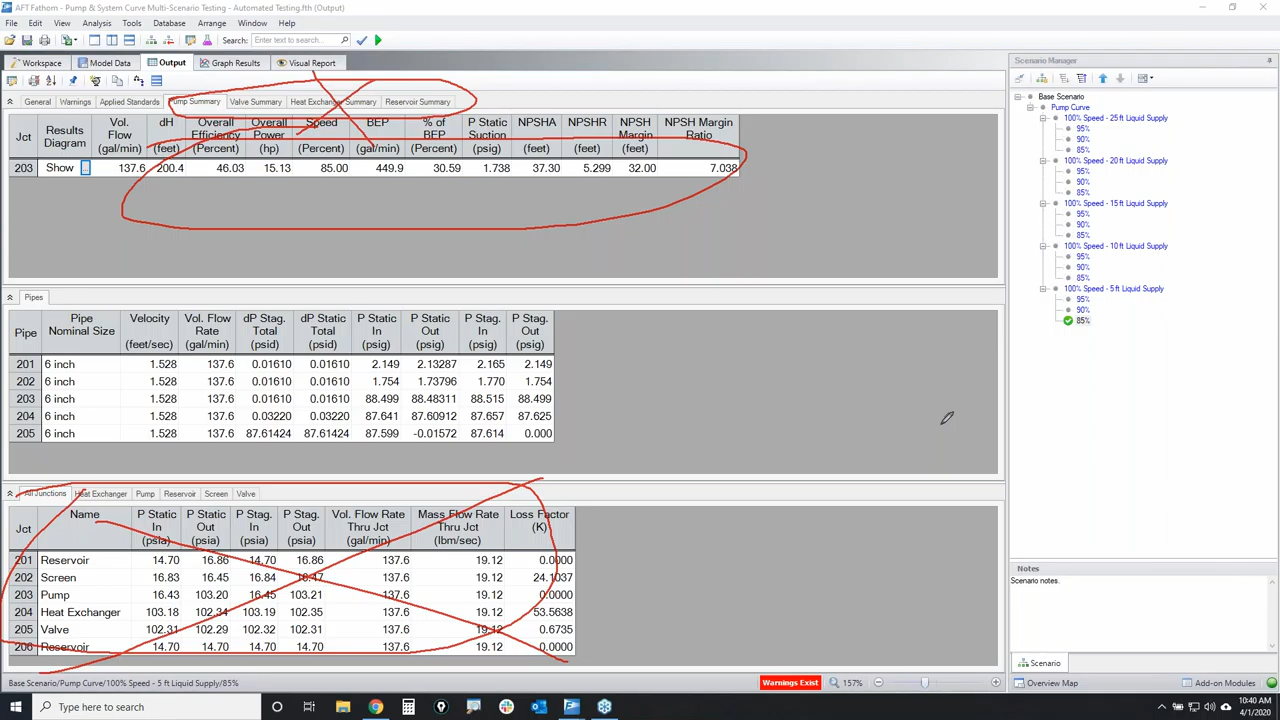 AFT Fathom - Pump & System Curve Multi-Scenario Testing - Automated Testing.fth (Output)
File Edit View Analysis Tools Database Arrange Window Help
Search: Enter text to search...
Workspace Model Data Output Graph Results Visual Report
General Warnings Applied Standards Pump Summary Valve Summary Heat Exchanger Summary Reservoir Summary
Jct Results Diagram Vol. Flow (gal/min) dH (feet) Overall Efficiency (Percent) Overall Power (hp) Speed (Percent) BEP (gal/min) % of BEP (Percent) P Static Suction (psig) NPSHA (feet) NPSHR (feet) NPSH Margin (feet) NPSH Margin Ratio
203 Show ... 137.6 200.4 46.03 15.13 85.00 449.9 30.59 1.738 37.30 5.299 32.00 7.038
Pipes
Pipe Pipe Nominal Size Velocity (feet/sec) Vol. Flow Rate (gal/min) dP Stag. Total (psid) dP Static Total (psid) P Static In (psig) P Static Out (psig) P Stag. In (psig) P Stag. Out (psig)
201 6 inch 1.528 137.6 0.01610 0.01610 2.149 2.13287 2.165 2.149
202 6 inch 1.528 137.6 0.01610 0.01610 1.754 1.73796 1.770 1.754
203 6 inch 1.528 137.6 0.01610 0.01610 88.499 88.48311 88.515 88.499
204 6 inch 1.528 137.6 0.03220 0.03220 87.641 87.60912 87.657 87.625
205 6 inch 1.528 137.6 87.61424 87.61424 87.599 -0.01572 87.614 0.000
All Junctions Heat Exchanger Pump Reservoir Screen Valve
Jct Name P Static In (psia) P Static Out (psia) P Stag. In (psia) P Stag. Out (psia) Vol. Flow Rate Thru Jct (gal/min) Mass Flow Rate Thru Jct (lbm/sec) Loss Factor (K)
201 Reservoir 14.70 16.86 14.70 16.86 137.6 19.12 0.0000
202 Screen 16.83 16.45 16.84 16.47 137.6 19.12 24.1037
203 Pump 16.43 103.20 16.45 103.21 137.6 19.12 0.0000
204 Heat Exchanger 103.18 102.34 103.19 102.35 137.6 19.12 53.5638
205 Valve 102.31 102.29 102.32 102.31 137.6 19.12 0.6735
206 Reservoir 14.70 14.70 14.70 14.70 137.6 19.12 0.0000
Scenario Manager
Base Scenario
Pump Curve
100% Speed - 25 ft Liquid Supply
95%
90%
85%
100% Speed - 20 ft Liquid Supply
95%
90%
85%
100% Speed - 15 ft Liquid Supply
95%
90%
85%
100% Speed - 10 ft Liquid Supply
95%
90%
85%
100% Speed - 5 ft Liquid Supply
95%
90%
85%
Notes
Scenario notes.
Scenario
Base Scenario/Pump Curve/100% Speed - 5 ft Liquid Supply/85% Warnings Exist 157% Overview Map Add-on Modules
Type here to search
10:40 AM
4/1/2020